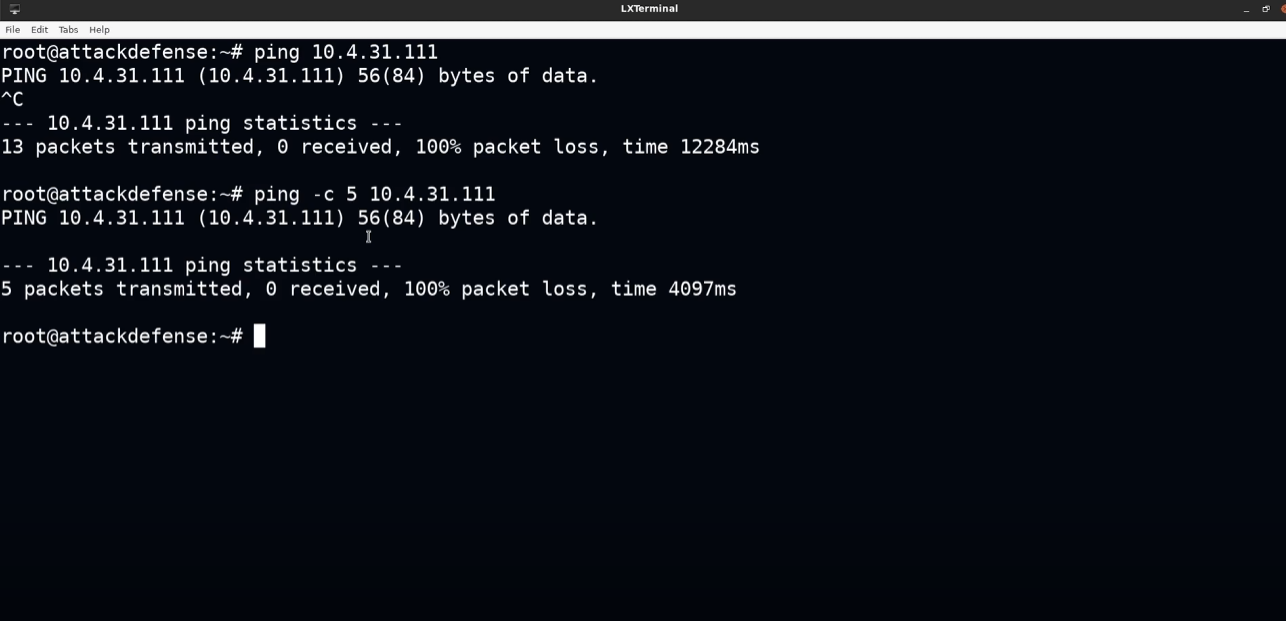 LXTerminal
File Edit Tabs Help
root@attackdefense:~# ping 10.4.31.111
PING 10.4.31.111 (10.4.31.111) 56(84) bytes of data.
^C
--- 10.4.31.111 ping statistics ---
13 packets transmitted, 0 received, 100% packet loss, time 12284ms
root@attackdefense:~# ping -c 5 10.4.31.111
PING 10.4.31.111 (10.4.31.111) 56(84) bytes of data.
--- 10.4.31.111 ping statistics ---
5 packets transmitted, 0 received, 100% packet loss, time 4097ms
root@attackdefense:~#